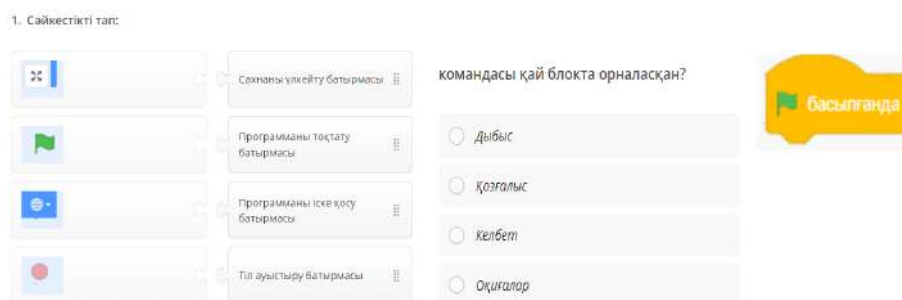 1. Сәйкестікті тап:
Сахнаны үлкейту батырмасы
Программаны тоқтату
батырмасы
Программаны іске қосу
батырмасы
Тіл ауыстыру батырмасы
командасы қай блокта орналасқан?
Дыбыс
Қозғалыс
Келбет
Оқиғалар
басылғанда